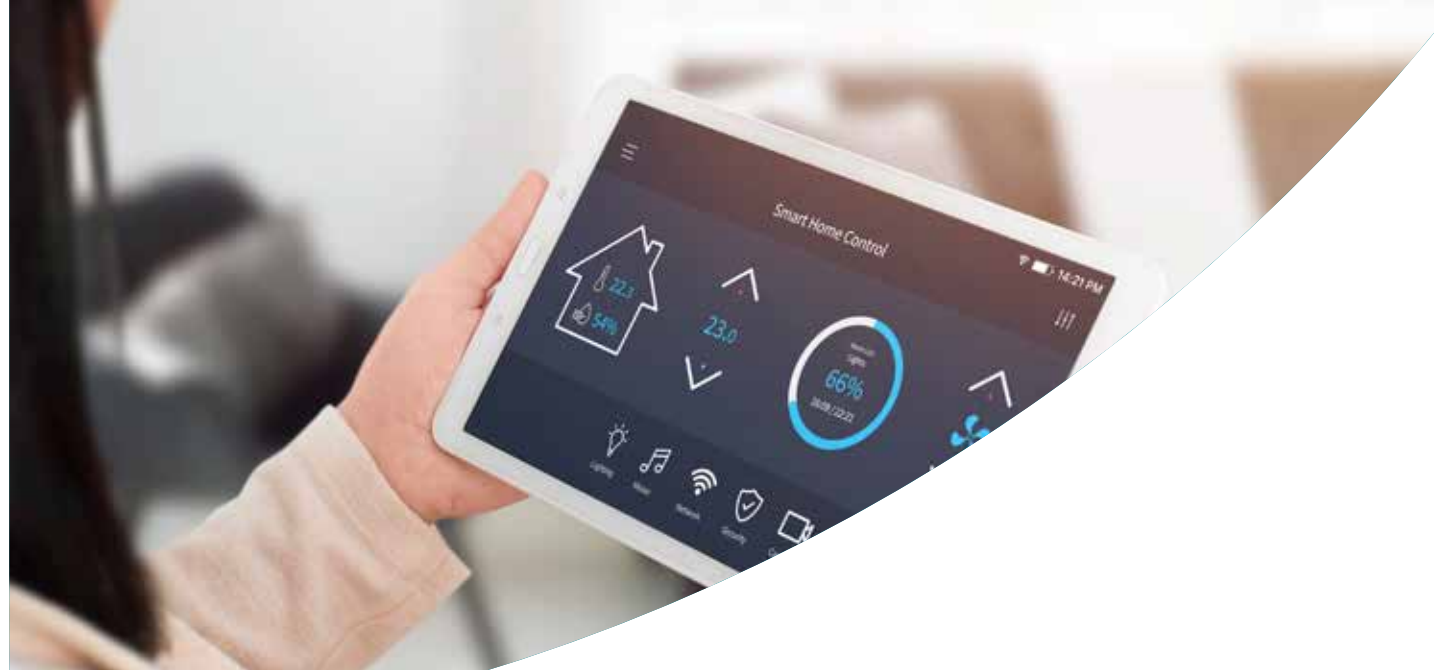 14:21 PM
Smart Home Control
22.3
54%
23.0
Lights
66%
Lighting
Music
Network
Security